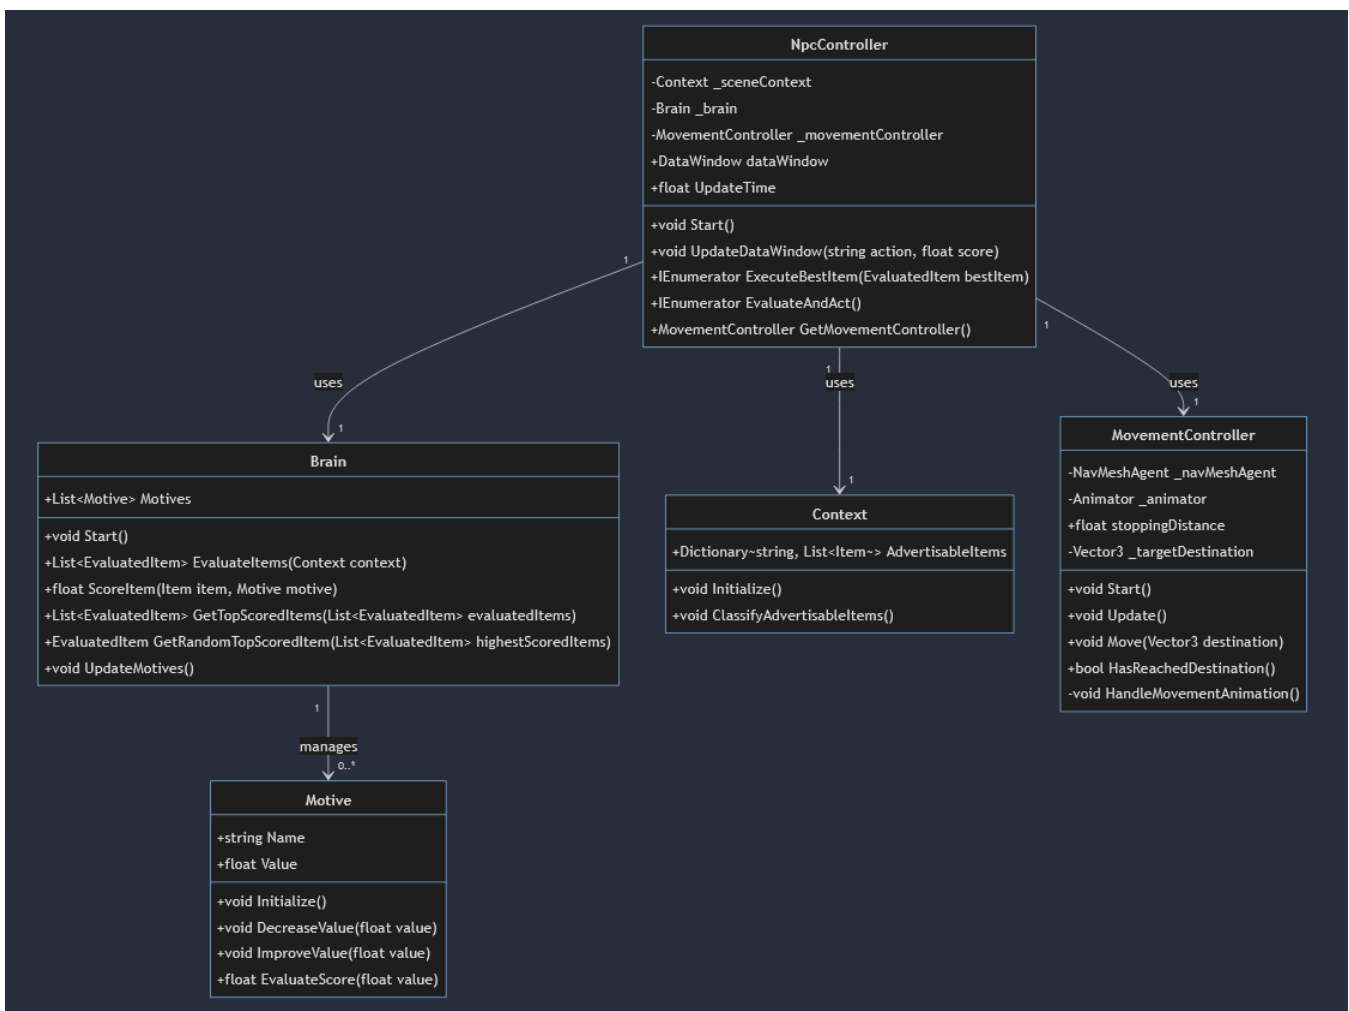 NpcController
-Context _sceneContext
-Brain _brain
-MovementController _movementController
+DataWindow dataWindow
+float UpdateTime
+void Start()
+void UpdateDataWindow(string action, float score)
+IEnumerator ExecuteBestItem(EvaluatedItem bestItem)
+IEnumerator EvaluateAndAct()
+MovementController GetMovementController()
1
1
1
uses
uses
uses
1
1
1
Brain
+List<Motive> Motives
+void Start()
+List<EvaluatedItem> EvaluateItems(Context context)
+float ScoreItem(Item item, Motive motive)
+List<EvaluatedItem> GetTopScoredItems(List<EvaluatedItem> evaluatedItems)
+EvaluatedItem GetRandomTopScoredItem(List<EvaluatedItem> highestScoredItems)
+void UpdateMotives()
Context
+Dictionary~string, List<Item~> AdvertisableItems
+void Initialize()
+void ClassifyAdvertisableItems()
MovementController
-NavMeshAgent _navMeshAgent
-Animator _animator
+float stoppingDistance
-Vector3 _targetDestination
+void Start()
+void Update()
+void Move(Vector3 destination)
+bool HasReachedDestination()
-void HandleMovementAnimation()
1
manages
0..*
Motive
+string Name
+float Value
+void Initialize()
+void DecreaseValue(float value)
+void ImproveValue(float value)
+float EvaluateScore(float value)